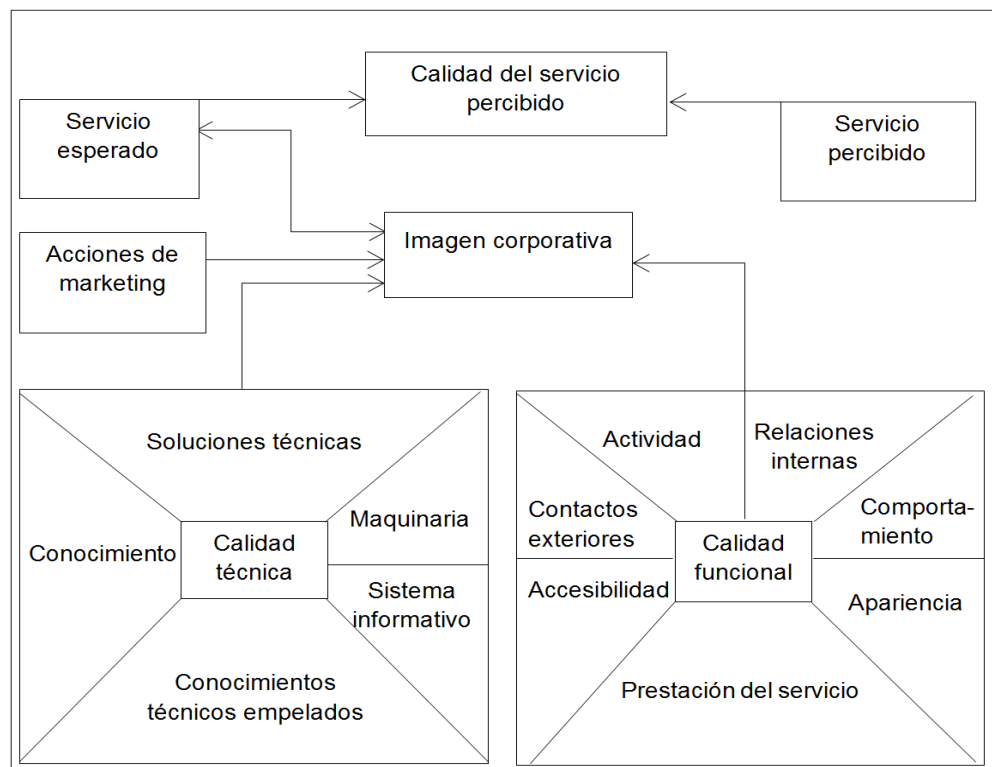 Calidad del servicio
percibido
Servicio
esperado
Servicio
percibido
Imagen corporativa
Acciones de
marketing
Soluciones técnicas
Maquinaria
Conocimiento
Calidad
técnica
Sistema
informativo
Conocimientos
técnicos empelados
Actividad
Relaciones
internas
Contactos
exteriores
Comporta-
miento
Calidad
funcional
Accesibilidad
Apariencia
Prestación del servicio